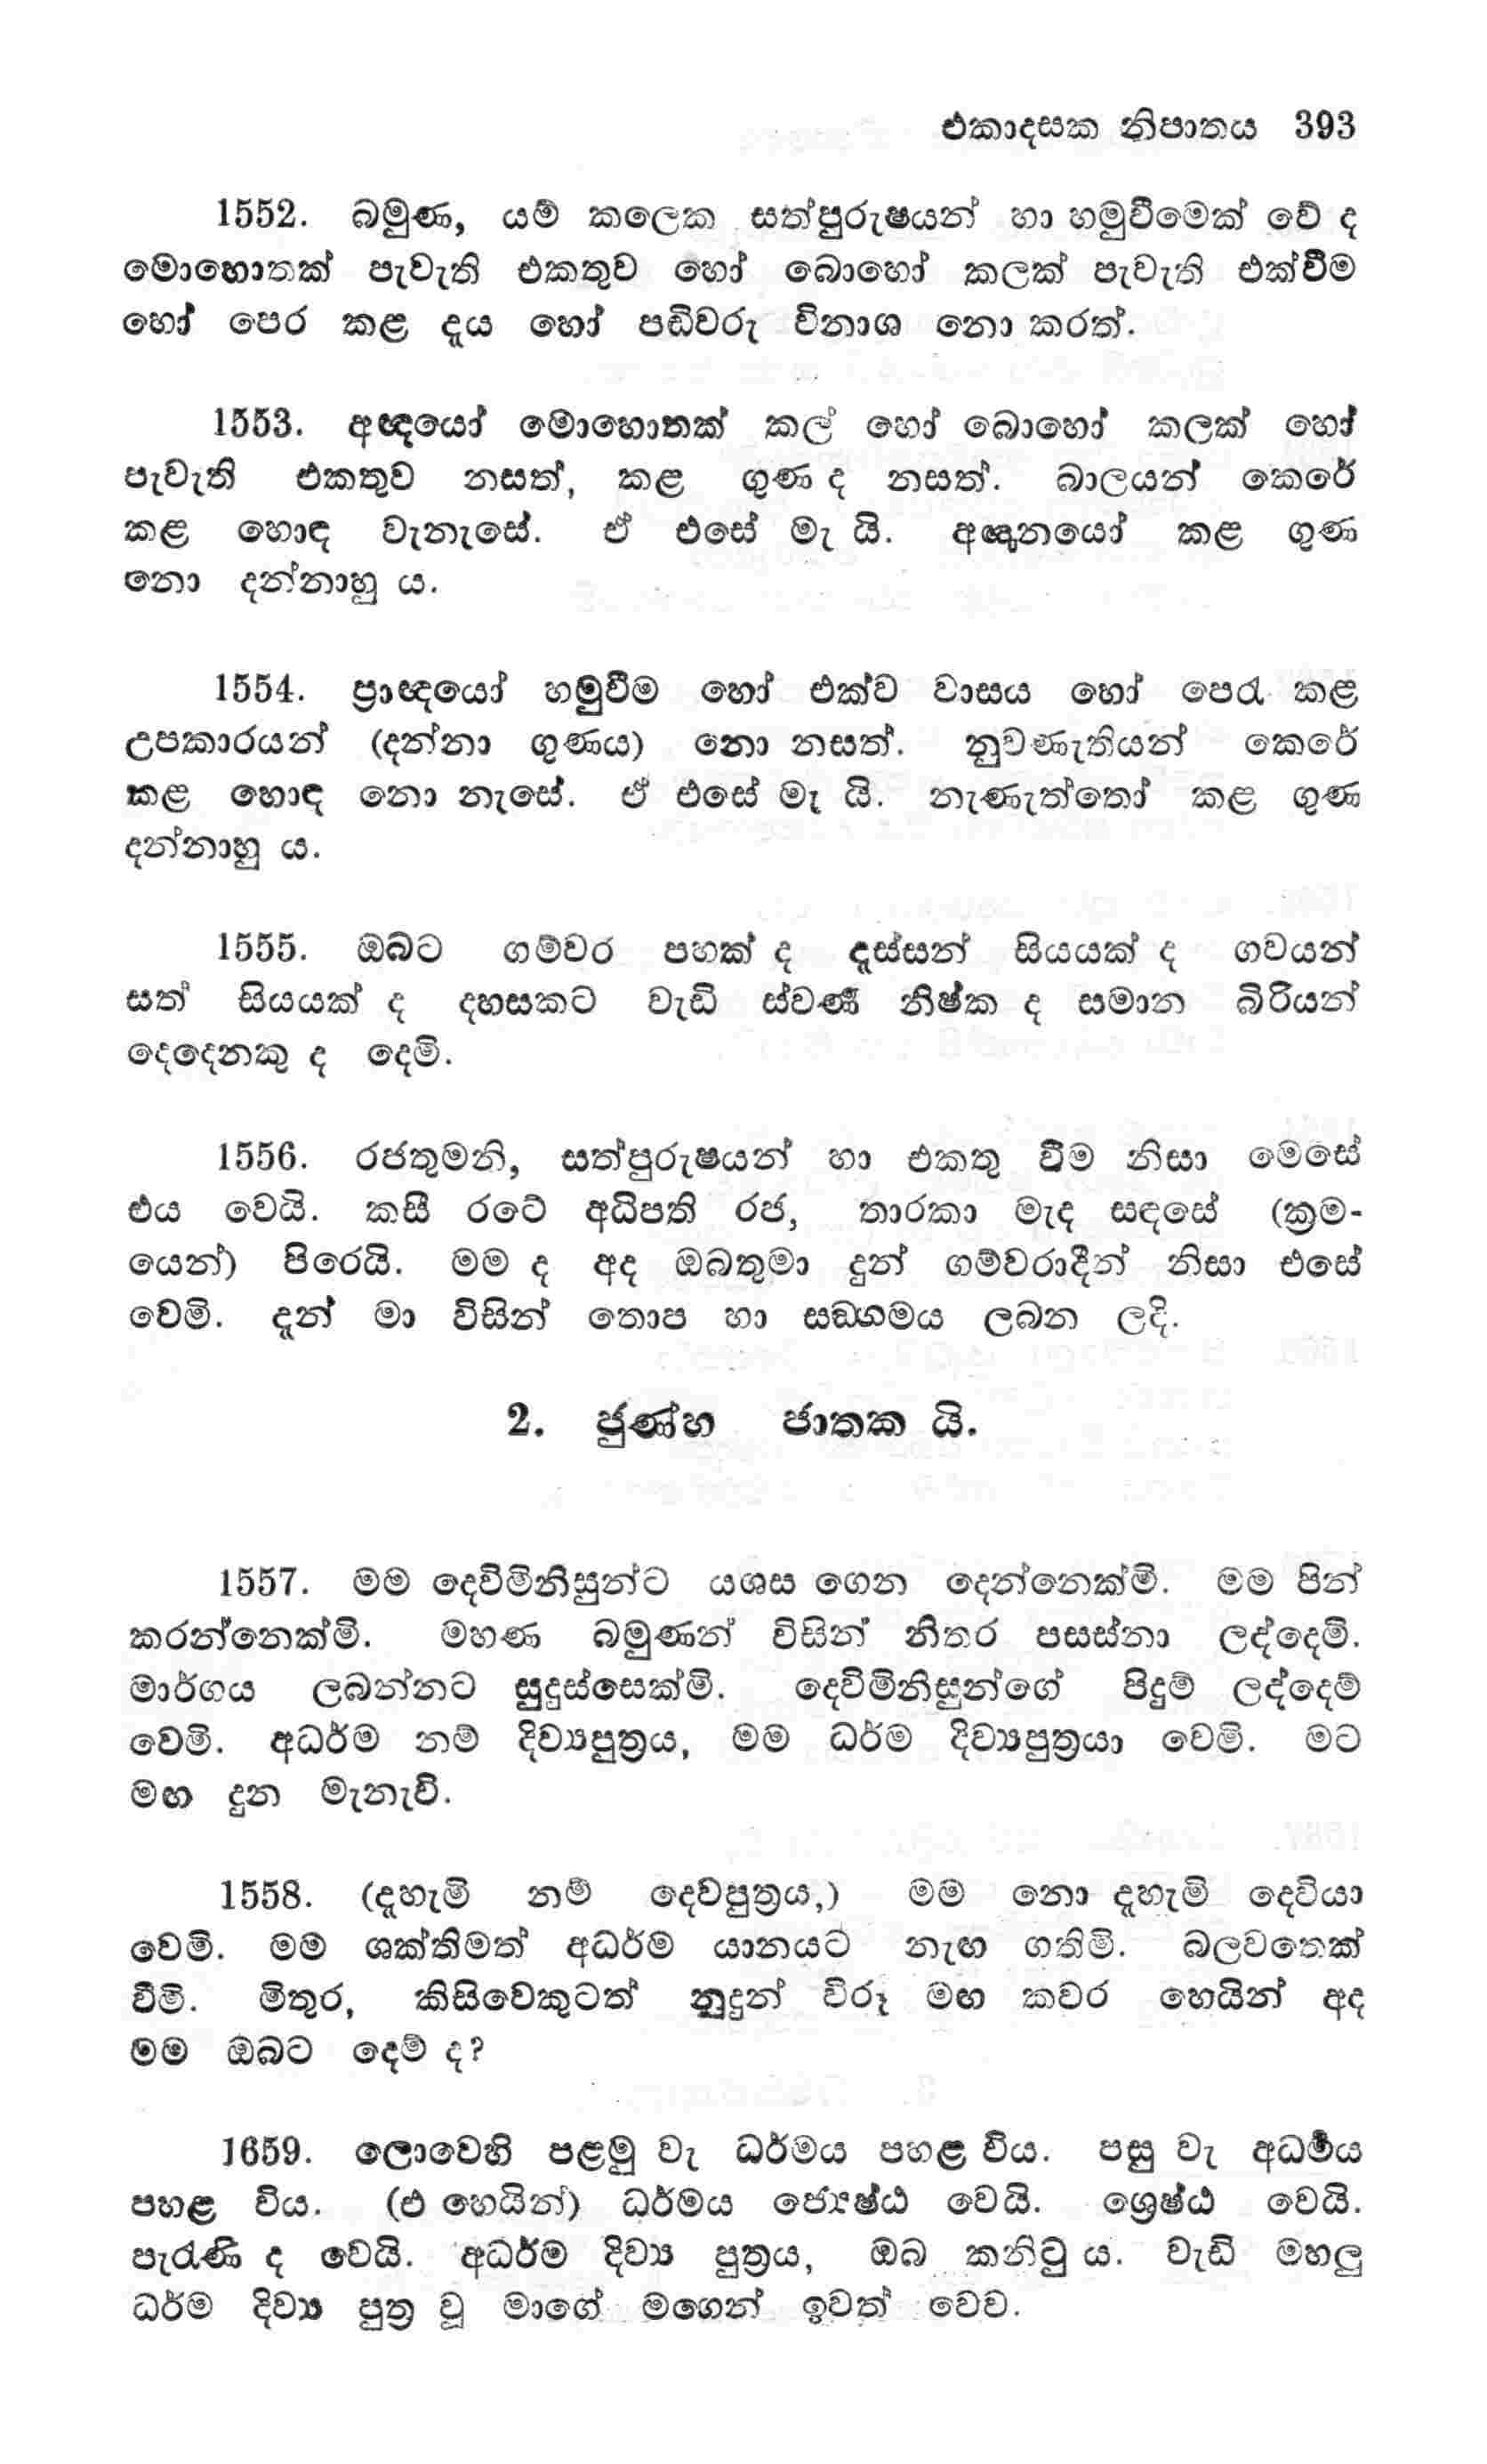 එකාදසක නිපාතය 393
1552. බමුණ, යම් කලෙක සත්පුරුෂයන් හා හමුවීමෙක් වේ ද
මොහොතක් පැවැති එකතුව හෝ බොහෝ කලක් පැවැති එක්වීම
හෝ පෙර කළ දෑය හෝ පඬිවරු විනාශ නො කරත්.
1553. අඥයෝ මොහොතක් කල් හෝ බොහෝ කලක් හෝ
පැවැති එකතුව නසත්, කළ ගුණ ද නසත්. බාලයන් කෙරේ
කළ හොඳ වැනැසේ. ඒ එසේ මැ යි. අඥානයෝ කළ ගුණ
නො දන්නාහු ය.
1554. ප්‍රාඥයෝ හමුවීම හෝ එක්ව වාසය හෝ පෙරැ කළ
උපකාරයන් (දන්නා ගුණය) නො නසත්. නුවණැතියන් කෙරේ
කළ හොඳ නො නැසේ. ඒ එසේ මැ යි. නැණැත්තෝ කළ ගුණ
දන්නාහු ය.
1555. ඔබට ගම්වර පහක් ද දෑස්සන් සියයක් ද ගවයන්
සත් සියයක් ද දහසකට වැඩි ස්වර්‍ණ නිෂ්ක ද සමාන බිරියන්
දෙදෙනකු ද දෙමි.
1556. රජතුමනි, සත්පුරුෂයන් හා එකතු වීම නිසා මෙසේ
එය වෙයි. කසී රටේ අධිපති රජ, තාරකා මැද සඳසේ (ක්‍රම-
යෙන්) පිරෙයි. මම ද අද ඔබතුමා දුන් ගම්වරාදීන් නිසා එසේ
වෙමි. දැන් මා විසින් තොප හා සඞ්ගමය ලබන ලදි.
2. ජුණ්හ ජාතක යි.
1557. මම දෙව්මිනිසුන්ට යශස ගෙන දෙන්නෙක්මි. මම පින්
කරන්නෙක්මි. මහණ බමුණන් විසින් නිතර පසස්නා ලද්දෙමි.
මාර්ගය ලබන්නට සුදුස්සෙක්මි. දෙව්මිනිසුන්ගේ පිදුම් ලද්දෙම්
වෙමි. අධර්ම නම් දිව්‍යපුත්‍රය, මම ධර්ම දිව්‍යපුත්‍රයා වෙමි. මට
මඟ දුන මැනැවි.
1558. (දැහැමි නම් දෙව්පුත්‍රය,) මම නො දැහැමි දෙවියා
වෙමි. මම ශක්තිමත් අධර්ම යානයට නැඟ ගතිමි. බලවතෙක්
වීමි. මිතුර, කිසිවෙකුටත් නුදුන් විරූ මඟ කවර හෙයින් අද
මම ඔබට දෙම් ද?
1659. ලොවෙහි පළමු වැ ධර්මය පහළ විය. පසු වැ අධර්‍මය
පහළ විය. (එ හෙයින්) ධර්මය ජ්‍යෙෂ්ඨ වෙයි. ශ්‍රෙෂ්ඨ වෙයි.
පැරැණි ද වෙයි. අධර්ම දිව්‍ය පුත්‍රය, ඔබ කනිටු ය. වැඩි මහලු
ධර්ම දිව්‍ය පුත්‍ර වූ මාගේ මගෙන් ඉවත් වෙව.